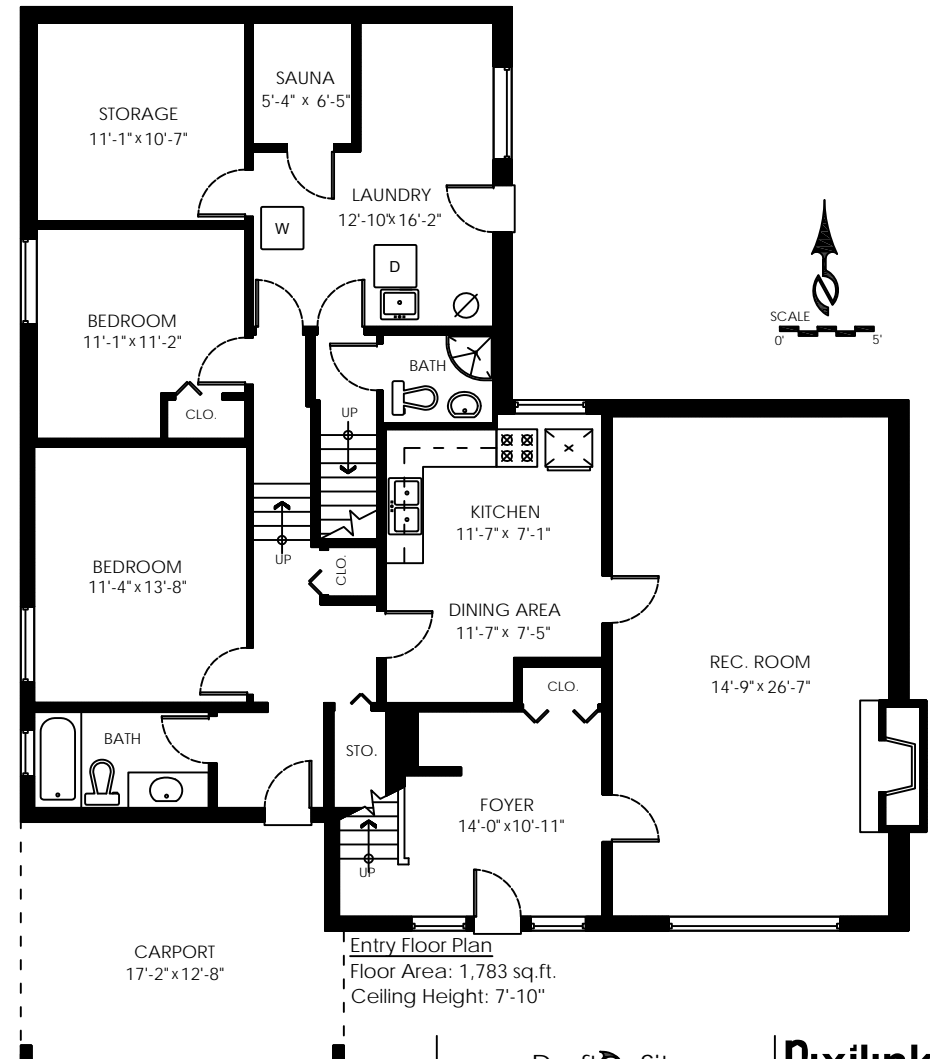 STORAGE
11'-1" x 10'-7"
SAUNA
5'-4" x 6'-5"
LAUNDRY
12'-10" x 16'-2"
W
D
BEDROOM
11'-1" x 11'-2"
CLO.
BATH
UP
SCALE
0' 5'
KITCHEN
11'-7" x 7'-1"
BEDROOM
11'-4" x 13'-8"
UP
CLO.
DINING AREA
11'-7" x 7'-5"
REC. ROOM
14'-9" x 26'-7"
CLO.
BATH
STO.
FOYER
14'-0" x 10'-11"
UP
CARPORT
17'-2" x 12'-8"
Entry Floor Plan
Floor Area: 1,783 sq.ft.
Ceiling Height: 7'-10"